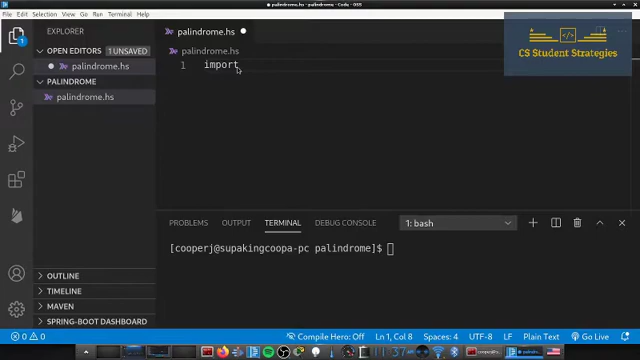 palindrome.hs - palindrome - Code - OSS
File Edit Selection View Go Run Terminal Help
EXPLORER
OPEN EDITORS 1 UNSAVED
palindrome.hs
PALINDROME
palindrome.hs
OUTLINE
TIMELINE
MAVEN
SPRING-BOOT DASHBOARD
palindrome.hs
palindrome.hs
1 import
CS Student Strategies
PROBLEMS OUTPUT TERMINAL DEBUG CONSOLE 1: bash
[cooperj@supakingcoopa-pc palindrome]$
0 0 Compile Hero: Off Ln 1, Col 8 Spaces: 4 UTF-8 LF Plain Text Go Live